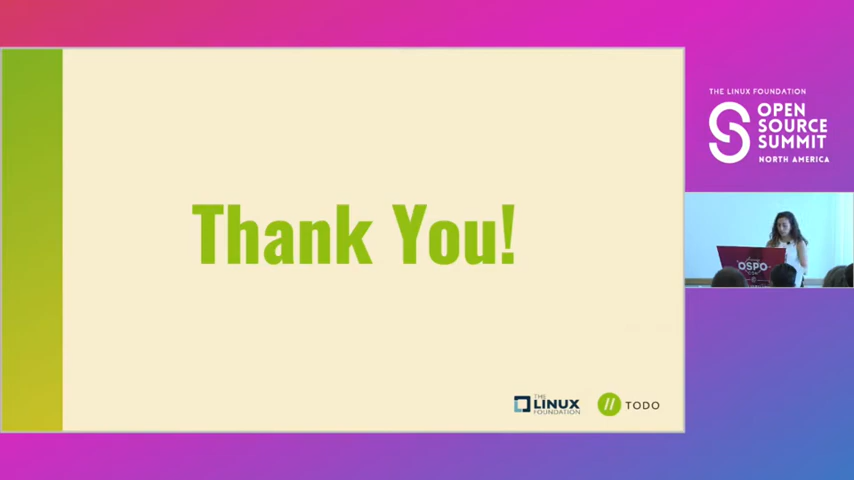 Thank You!
THE
LINUX
FOUNDATION
// TODO
THE LINUX FOUNDATION
OPEN
SOURCE
SUMMIT
NORTH AMERICA
OSPO